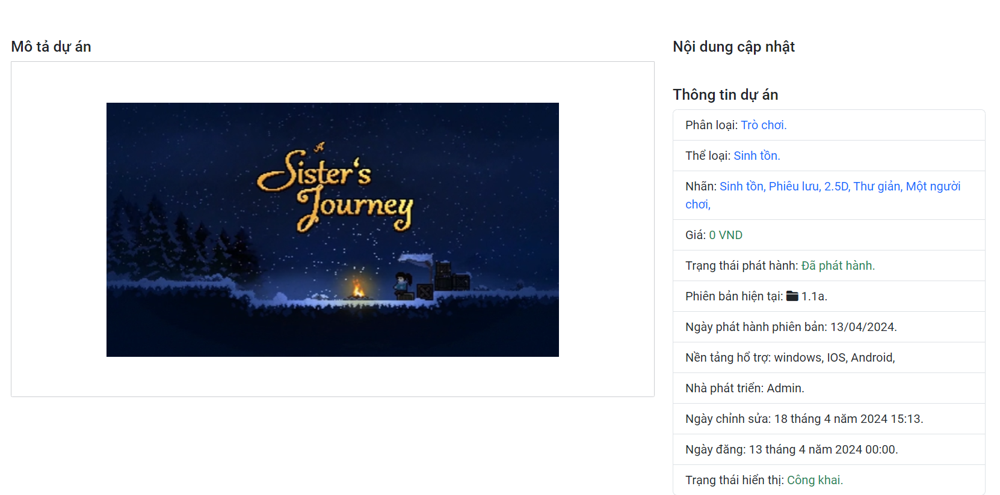 Mô tả dự án
A
Sister's
Journey
Nội dung cập nhật
Thông tin dự án
Phân loại: Trò chơi.
Thể loại: Sinh tồn.
Nhãn: Sinh tồn, Phiêu lưu, 2.5D, Thư giản, Một người
chơi,
Giá: 0 VND
Trạng thái phát hành: Đã phát hành.
Phiên bản hiện tại: 1.1a.
Ngày phát hành phiên bản: 13/04/2024.
Nền tảng hổ trợ: windows, IOS, Android,
Nhà phát triển: Admin.
Ngày chỉnh sửa: 18 tháng 4 năm 2024 15:13.
Ngày đăng: 13 tháng 4 năm 2024 00:00.
Trạng thái hiển thị: Công khai.